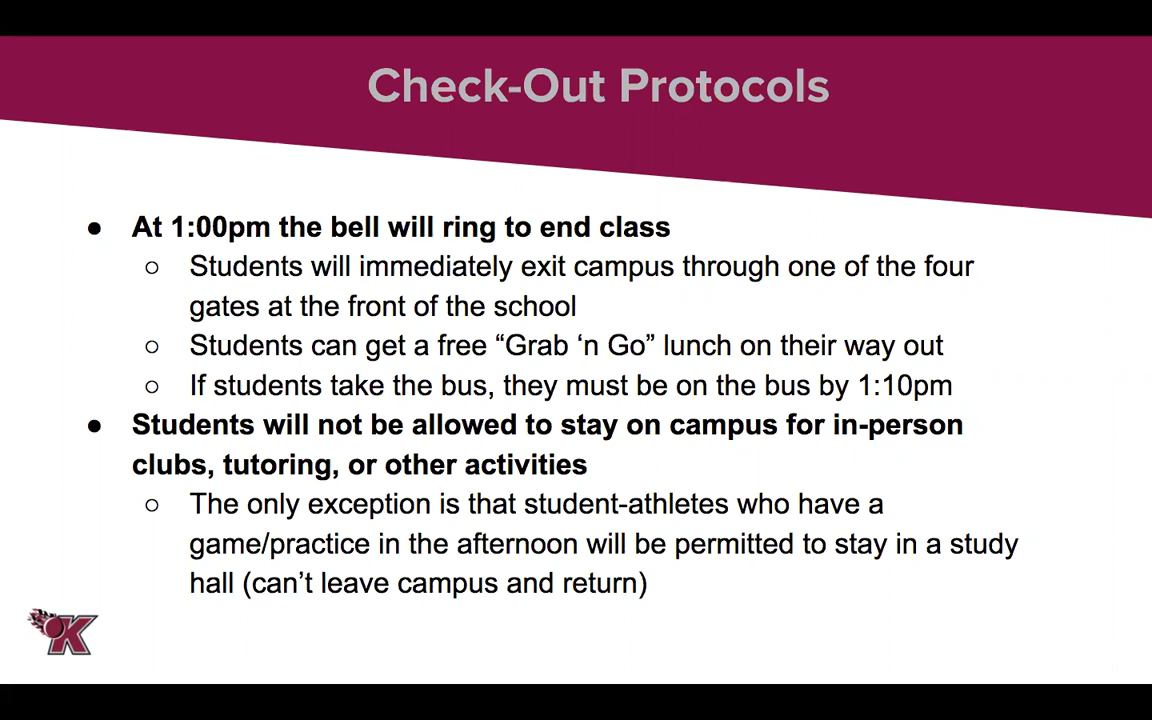 Check-Out Protocols
● At 1:00pm the bell will ring to end class
○ Students will immediately exit campus through one of the four
gates at the front of the school
○ Students can get a free “Grab ‘n Go” lunch on their way out
○ If students take the bus, they must be on the bus by 1:10pm
● Students will not be allowed to stay on campus for in-person
clubs, tutoring, or other activities
○ The only exception is that student-athletes who have a
game/practice in the afternoon will be permitted to stay in a study
hall (can’t leave campus and return)
K